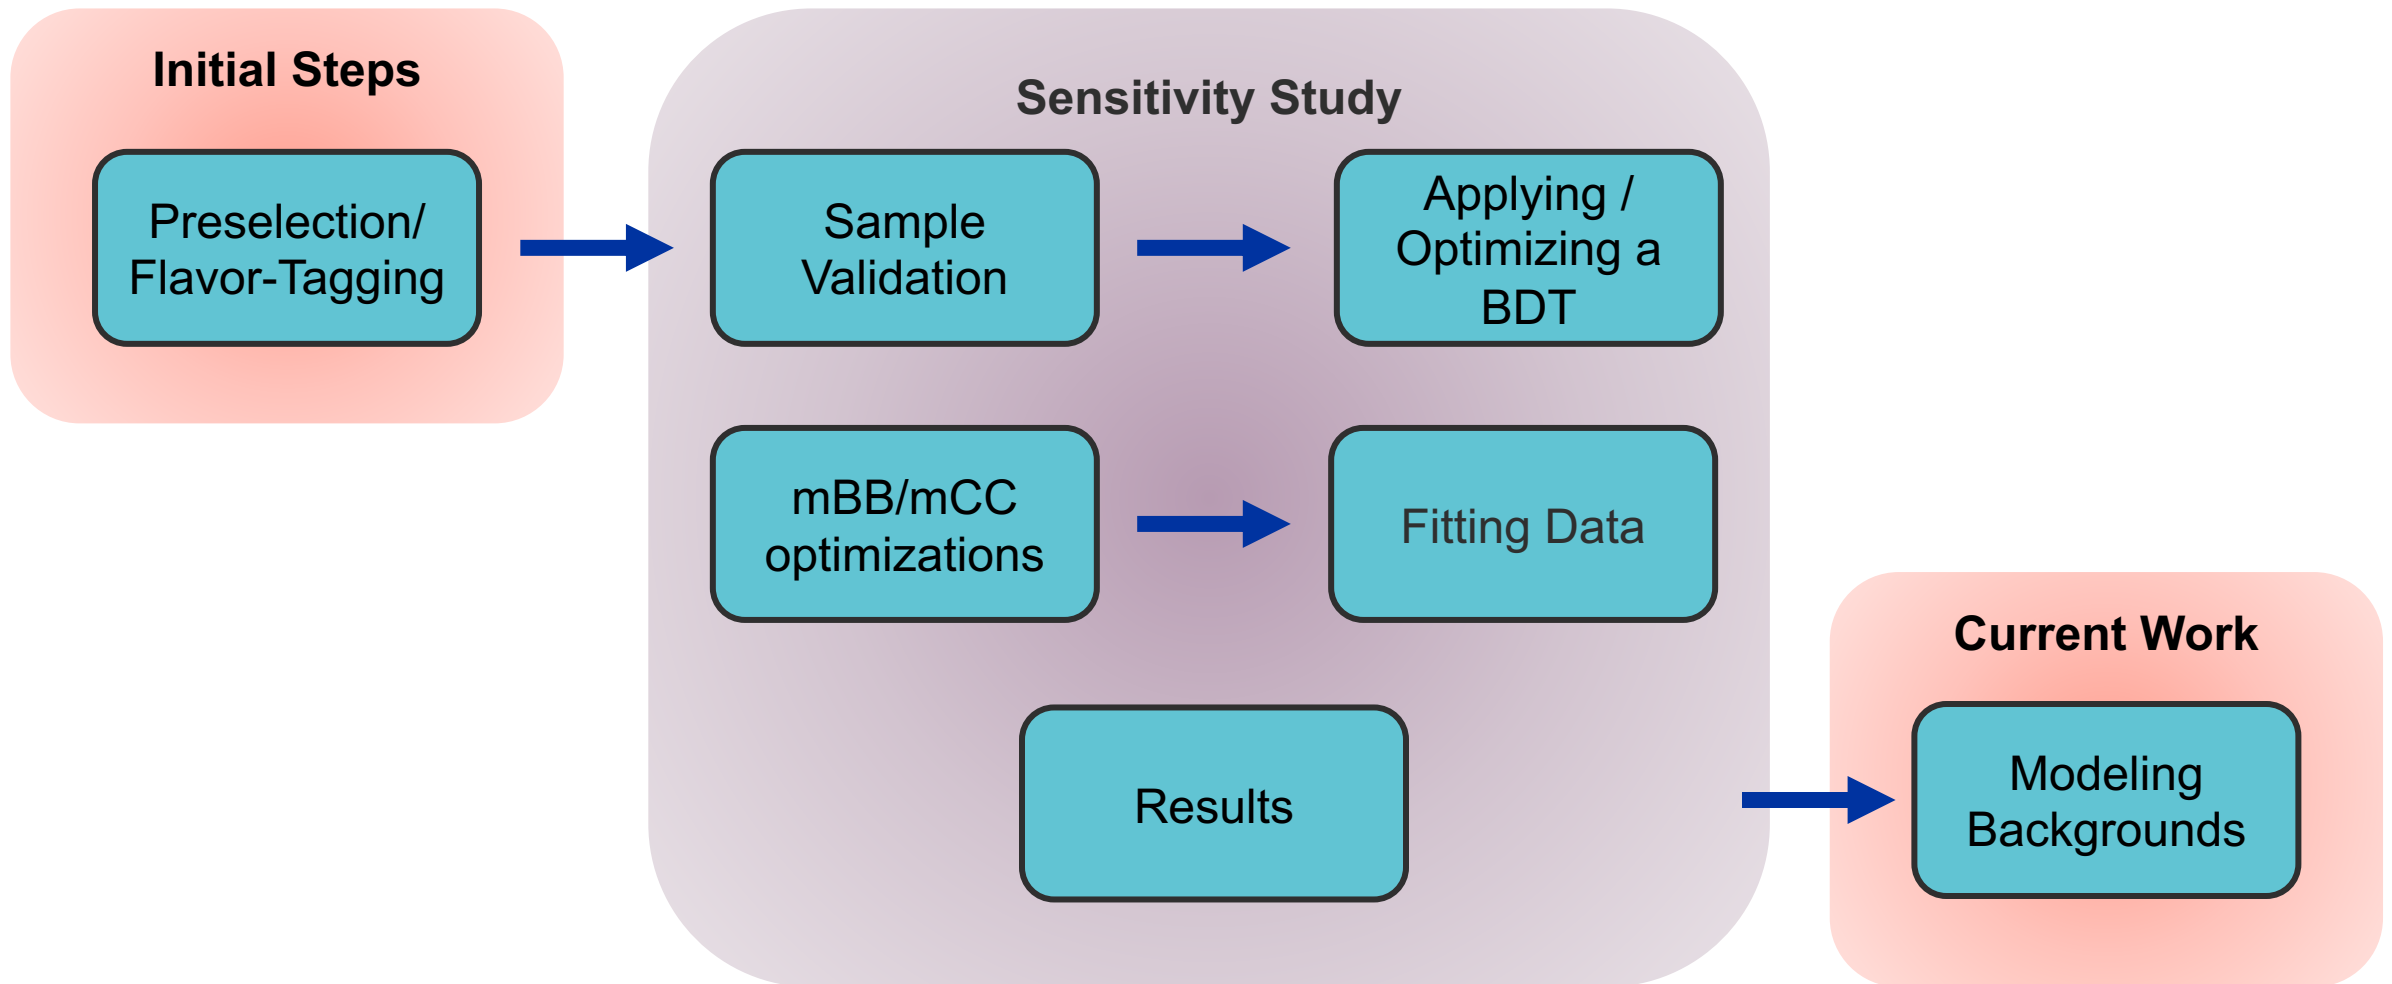 Initial Steps
Preselection/
Flavor-Tagging
Sensitivity Study
Sample
Validation
Applying /
Optimizing a
BDT
mBB/mCC
optimizations
Fitting Data
Results
Current Work
Modeling
Backgrounds